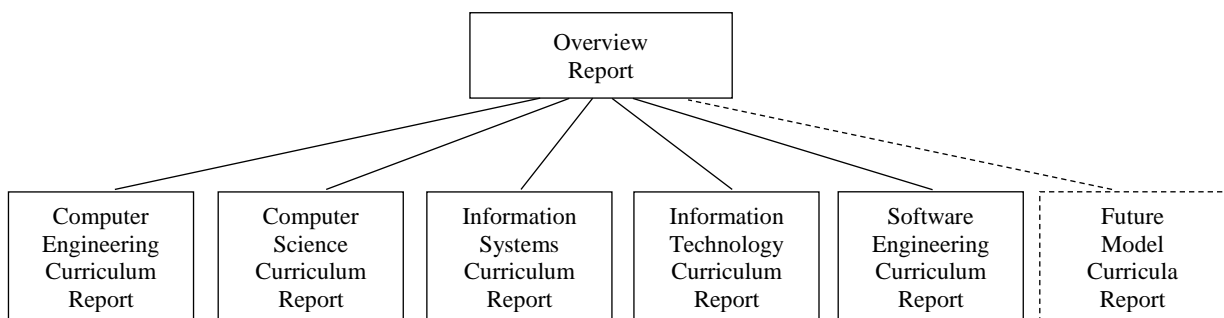 Overview
Report
Computer
Engineering
Curriculum
Report
Computer
Science
Curriculum
Report
Information
Systems
Curriculum
Report
Information
Technology
Curriculum
Report
Software
Engineering
Curriculum
Report
Future
Model
Curricula
Report